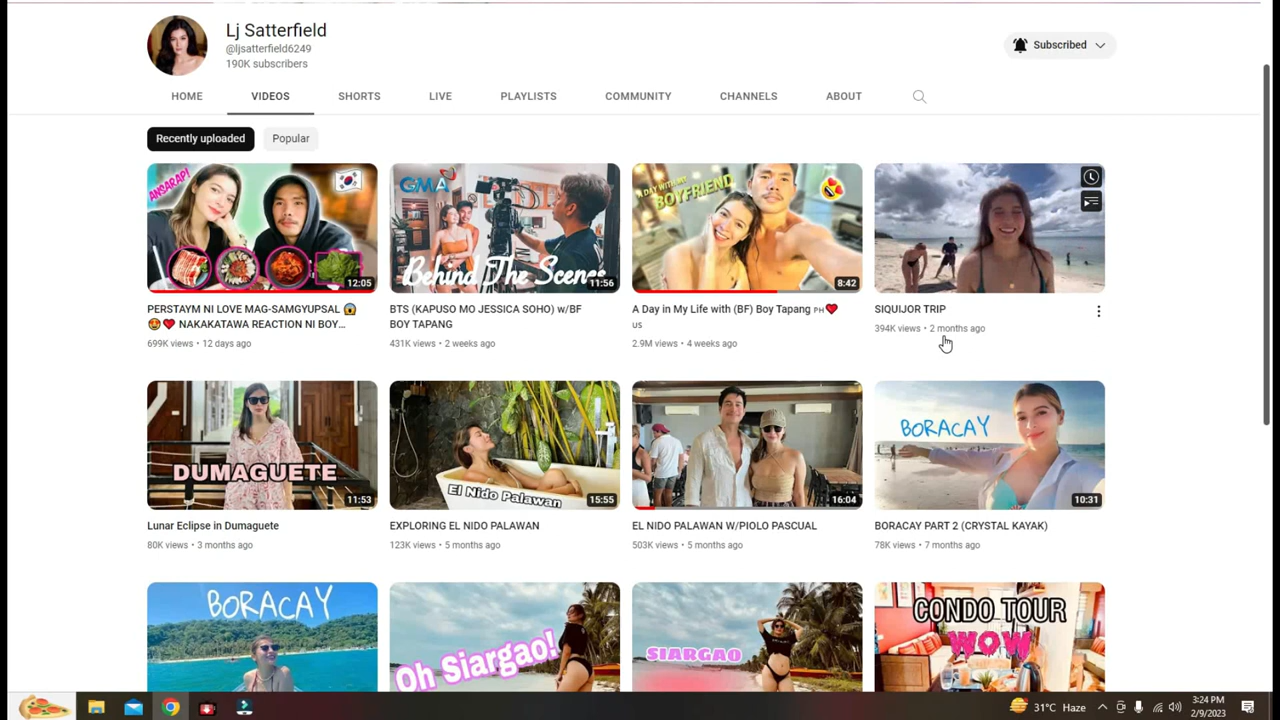 Lj Satterfield
@ljsatterfield6249
190K subscribers
Subscribed
HOME VIDEOS SHORTS LIVE PLAYLISTS COMMUNITY CHANNELS ABOUT
Recently uploaded Popular
ANSARAP!
12:05
GMA
Behind The Scenes
11:56
A DAY WITH MY
BOYFRIEND
8:42
PERSTAYM NI LOVE MAG-SAMGYUPSAL 😱
😍❤️ NAKAKATAWA REACTION NI BOY...
699K views • 12 days ago
BTS (KAPUSO MO JESSICA SOHO) w/BF
BOY TAPANG
431K views • 2 weeks ago
A Day in My Life with (BF) Boy Tapang PH❤️
US
2.9M views • 4 weeks ago
SIQUIJOR TRIP
394K views • 2 months ago
DUMAGUETE
11:53
El Nido Palawan
15:55
16:04
BORACAY
10:31
Lunar Eclipse in Dumaguete
80K views • 3 months ago
EXPLORING EL NIDO PALAWAN
123K views • 5 months ago
EL NIDO PALAWAN W/PIOLO PASCUAL
503K views • 5 months ago
BORACAY PART 2 (CRYSTAL KAYAK)
78K views • 7 months ago
BORACAY
Oh Siargao!
SIARGAO
CONDO TOUR
WOW
31°C Haze
3:24 PM
2/9/2023